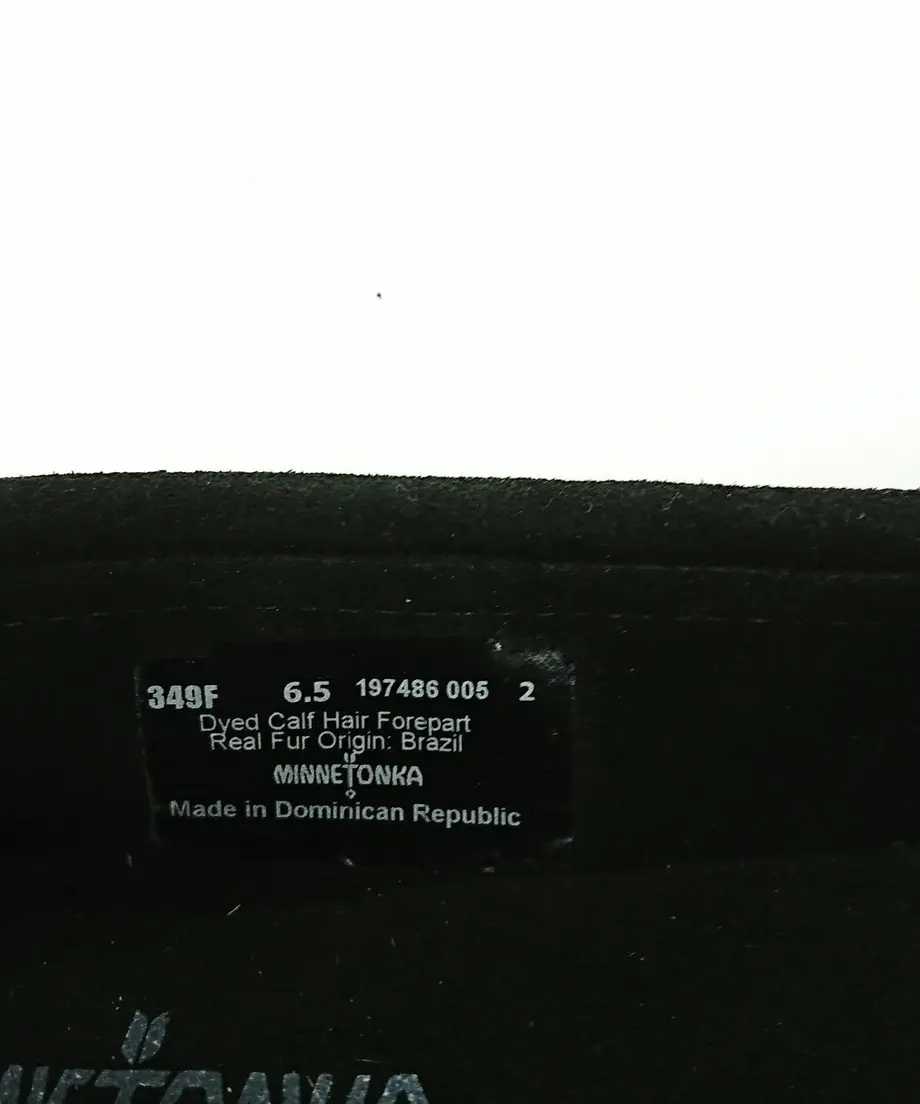 349F 6.5 197486 005 2
Dyed Calf Hair Forepart
Real Fur Origin: Brazil
MINNETONKA
Made in Dominican Republic